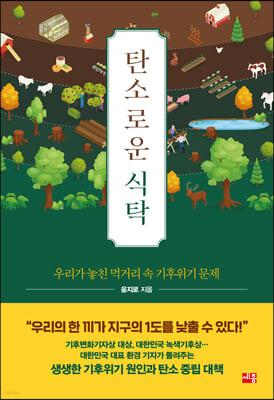 탄소로운 식탁
우리가 놓친 먹거리 속 기후위기 문제
윤지로 지음
“우리의 한 끼가 지구의 1도를 낮출 수 있다!”
기후변화기자상 대상, 대한민국 녹색기후상…
대한민국 대표 환경 기자가 들려주는
생생한 기후위기 원인과 탄소 중립 대책
세종